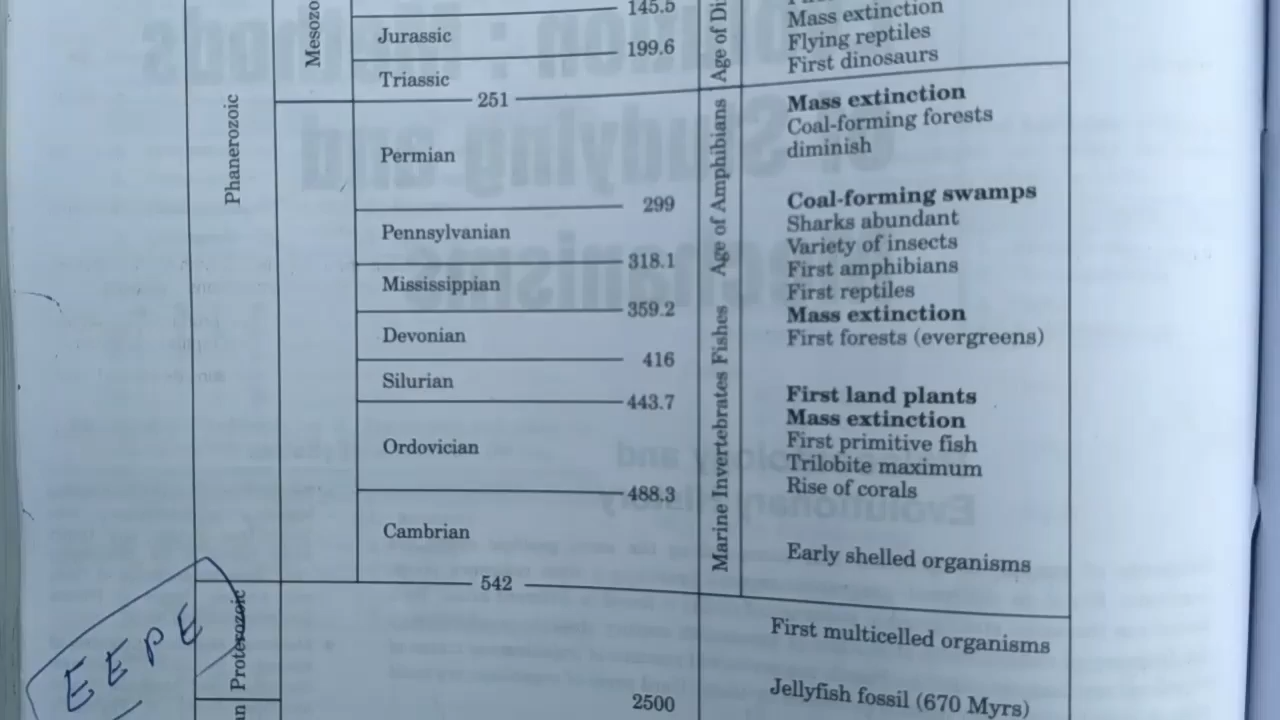 145.5
Mass extinction
Mesozo
Jurassic
Age of Di
Flying reptiles
199.6
First dinosaurs
Triassic
251
Mass extinction
Phanerozoic
Coal-forming forests
diminish
Permian
Age of Amphibians
299
Coal-forming swamps
Sharks abundant
Pennsylvanian
Variety of insects
318.1
First amphibians
Mississippian
First reptiles
359.2
Mass extinction
Devonian
First forests (evergreens)
Fishes
416
Silurian
443.7
First land plants
Mass extinction
Ordovician
First primitive fish
Trilobite maximum
488.3
Rise of corals
Marine Invertebrates
Cambrian
Early shelled organisms
542
Proterozoic
First multicelled organisms
EEPE
2500
Jellyfish fossil (670 Myrs)
an